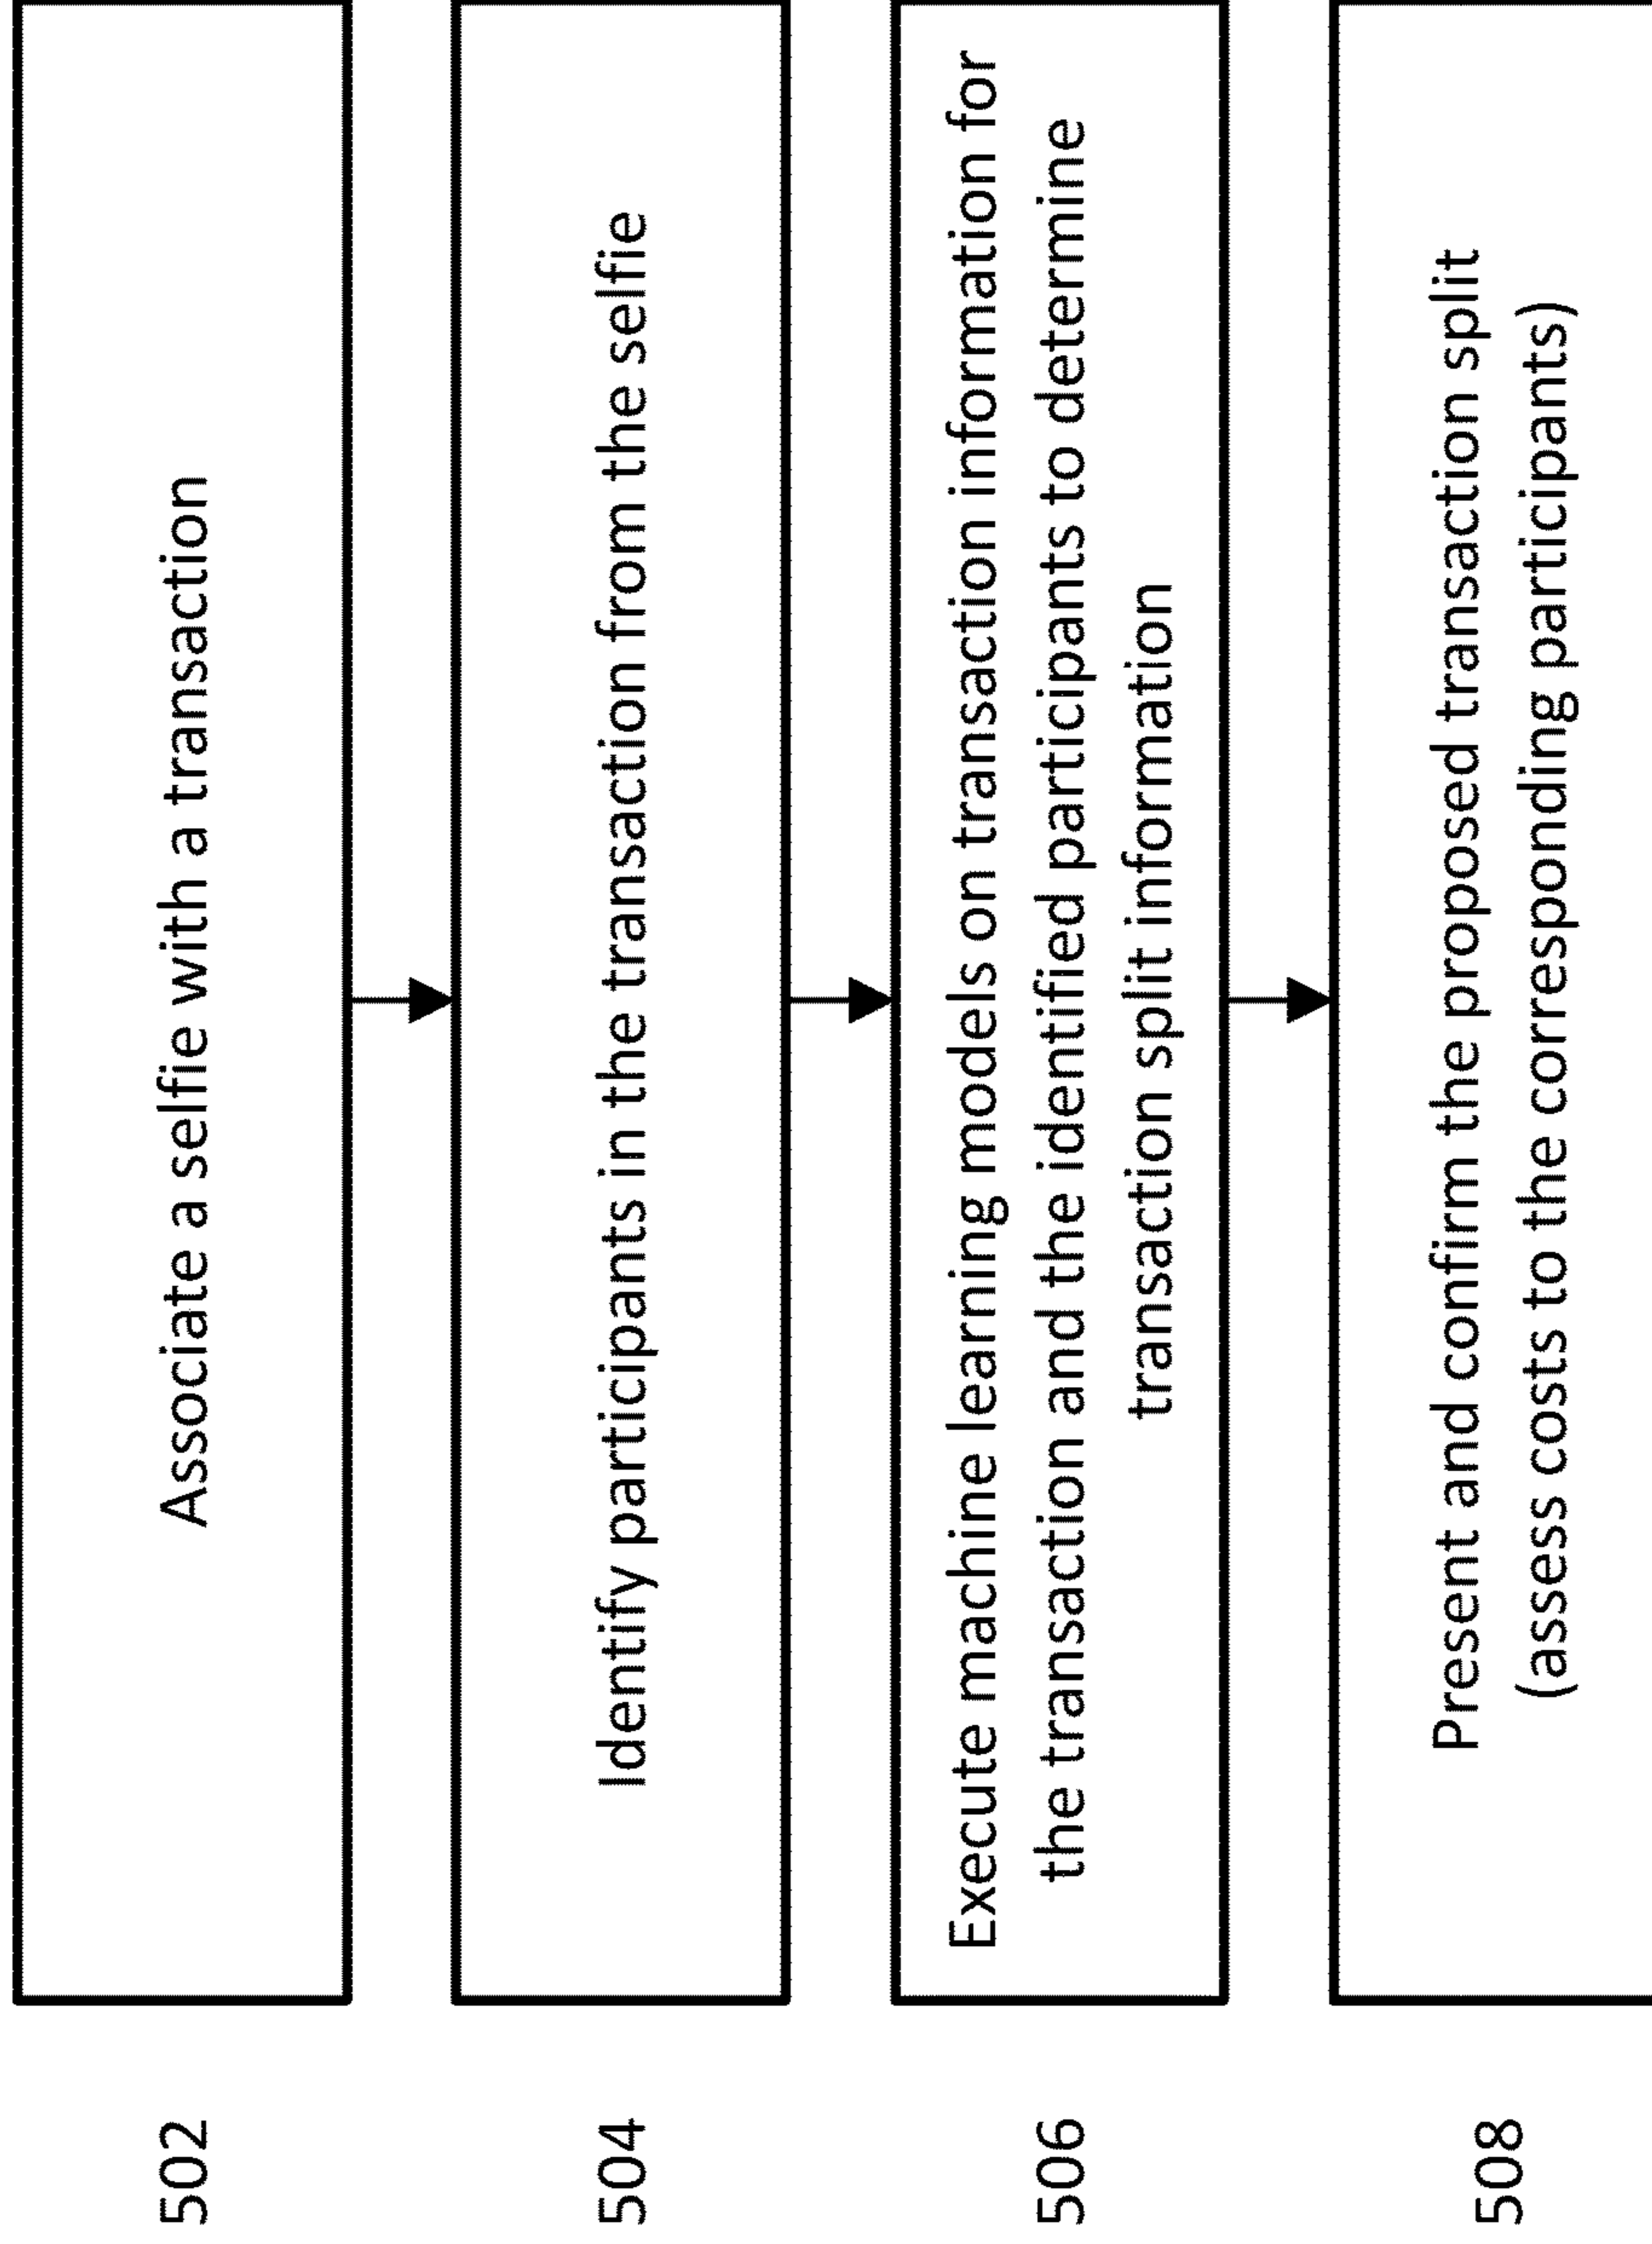 502
Associate a selfie with a transaction
504
Identify participants in the transaction from the selfie
506
Execute machine learning models on transaction information for
the transaction and the identified participants to determine
transaction split information
508
Present and confirm the proposed transaction split
(assess costs to the corresponding participants)